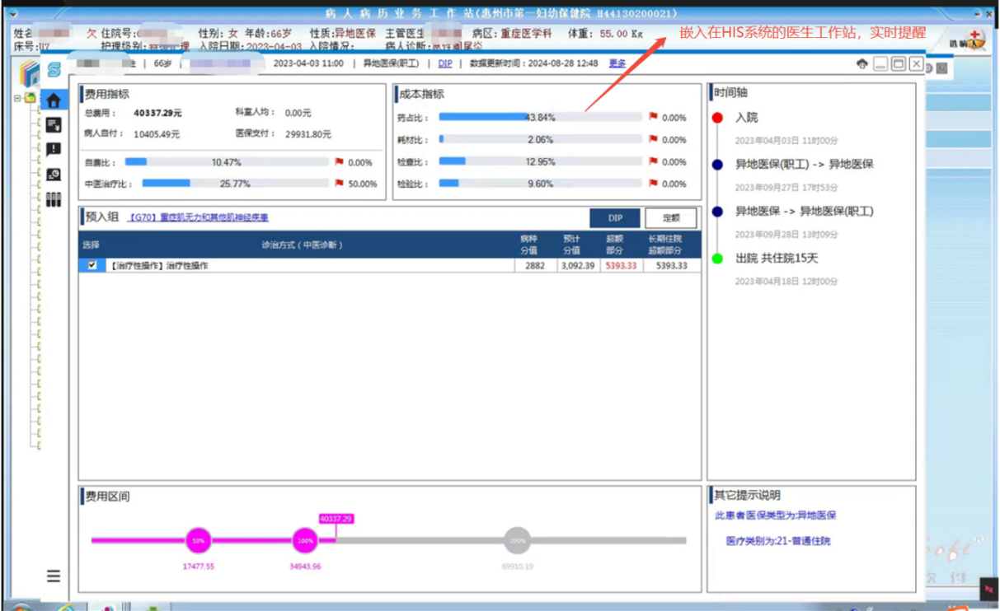 病人病历业务工作站(惠州市第一妇幼保健院 H44130200021)
姓名 欠 住院号: 性别: 女 年龄:66岁 性质:异地医保 主管医生 病区: 重症医学科 体重: 55.00 Kg
嵌入在HIS系统的医生工作站，实时提醒
选病人
床号: 护理级别: 入院日期:2023-04-03 入院情况: 病人诊断:急性阑尾炎
66岁 | 2023-04-03 11:00 | 异地医保(职工) | DIP | 数据更新时间：2024-08-28 12:48 更多
费用指标
总费用： 40337.29元 科室人均： 0.00元
病人自付： 10405.49元 医保支付： 29931.80元
自费比： 10.47% 0.00%
中医治疗比： 25.77% 50.00%
成本指标
药占比： 43.84% 0.00%
耗材比： 2.06% 0.00%
检查比： 12.95% 0.00%
检验比： 9.60% 0.00%
时间轴
入院
2023年04月03日 11时00分
异地医保(职工) -> 异地医保
2023年09月27日 17时53分
异地医保 -> 异地医保(职工)
2023年09月28日 13时09分
出院 共住院15天
2023年04月18日 12时00分
预入组 【G70】重症肌无力和其他肌神经疾患 DIP 定额
选择 诊治方式（中医诊断） 病种分值 预计分值 超额部分 长期住院超额部分
【治疗性操作】治疗性操作 2882 3,092.39 5393.33 5393.33
费用区间
40337.29
50% 100% 200%
17477.55 34943.96 69910.19
其它提示说明
此患者医保类型为:异地医保
医疗类别为:21-普通住院
Soft
软件